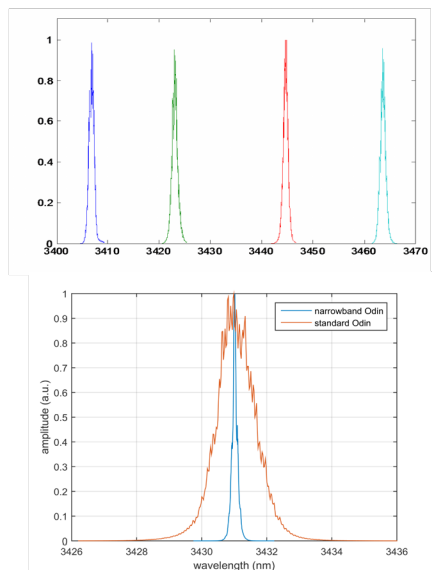 1
0.8
0.6
0.4
0.2
0
3400 3410 3420 3430 3440 3450 3460 3470
1
0.9
0.8
0.7
0.6
0.5
0.4
0.3
0.2
0.1
0
amplitude (a.u.)
narrowband Odin
standard Odin
3426 3428 3430 3432 3434 3436
wavelength (nm)